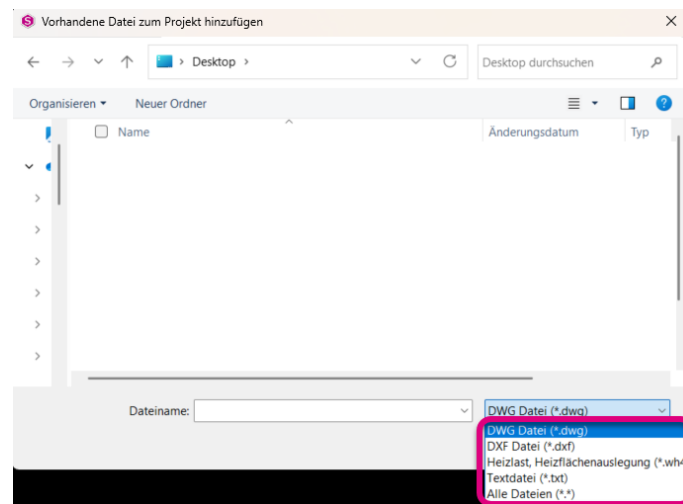 Vorhandene Datei zum Projekt hinzufügen
Desktop
Desktop durchsuchen
Organisieren
Neuer Ordner
Name
Änderungsdatum
Typ
Dateiname:
DWG Datei (*.dwg)
DWG Datei (*.dwg)
DXF Datei (*.dxf)
Heizlast, Heizflächenauslegung (*.wh4
Textdatei (*.txt)
Alle Dateien (*.*)